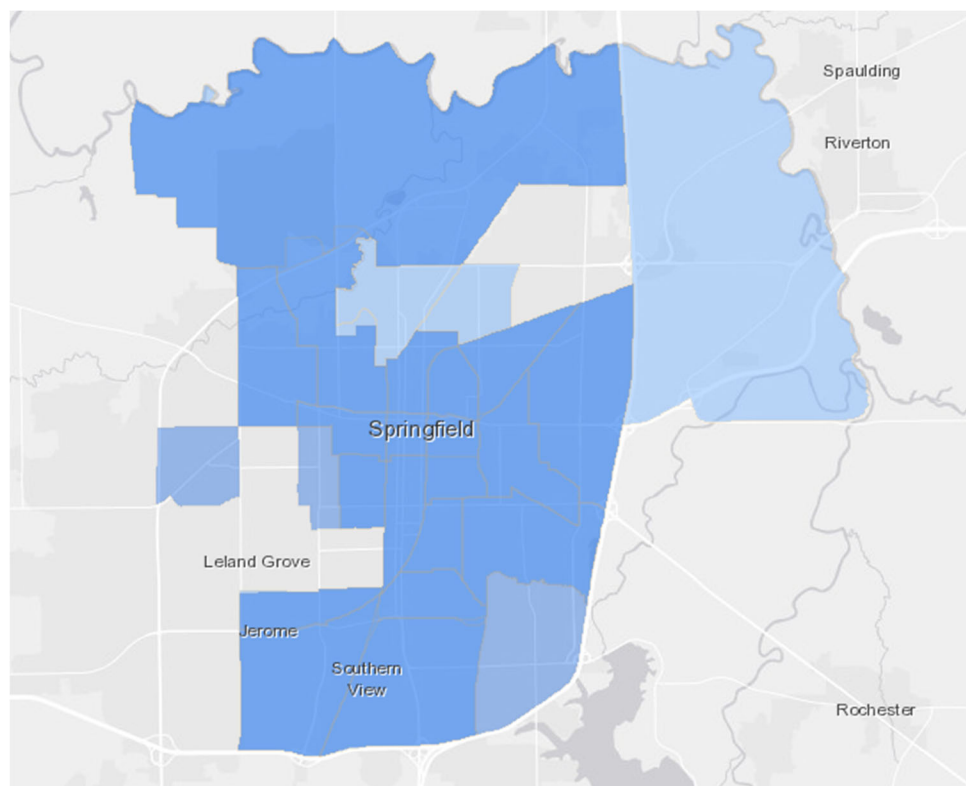 Spaulding
Riverton
Springfield
Leland Grove
Jerome
Southern
View
Rochester